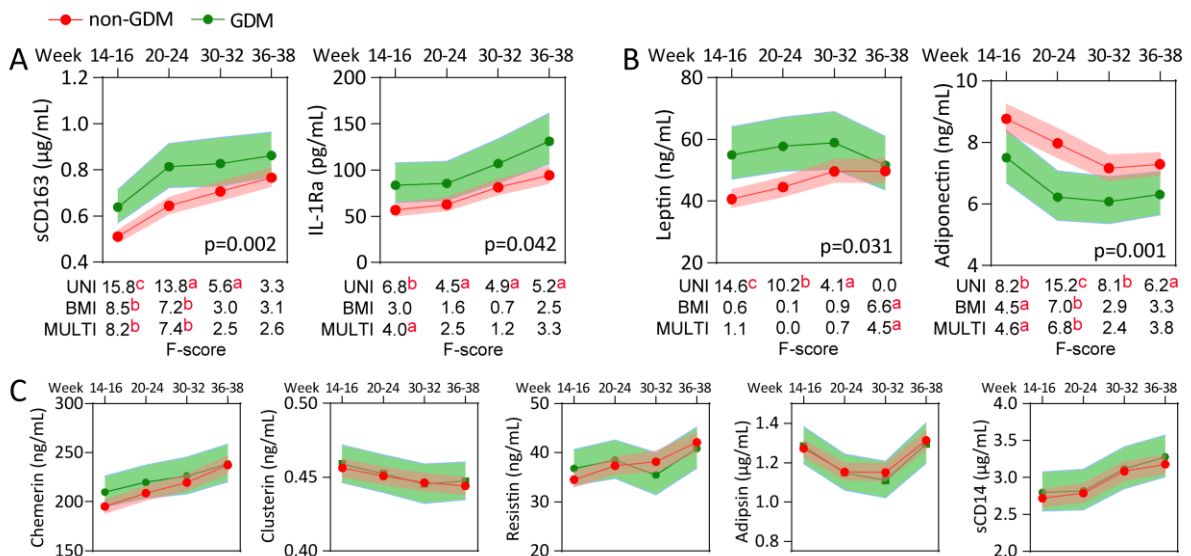 non-GDM GDM
A
Week 14-16 20-24 30-32 36-38
sCD163 (µg/mL)
1.2
1.0
0.8
0.6
0.4
p=0.002
UNI 15.8c 13.8a 5.6a 3.3
BMI 8.5b 7.2b 3.0 3.1
MULTI 8.2b 7.4b 2.5 2.6
F-score
Week 14-16 20-24 30-32 36-38
IL-1Ra (pg/mL)
200
150
100
50
0
p=0.042
UNI 6.8b 4.5a 4.9a 5.2a
BMI 3.0 1.6 0.7 2.5
MULTI 4.0a 2.5 1.2 3.3
F-score
B
Week 14-16 20-24 30-32 36-38
Leptin (ng/mL)
80
60
40
20
p=0.031
UNI 14.6c 10.2b 4.1a 0.0
BMI 0.6 0.1 0.9 6.6a
MULTI 1.1 0.0 0.7 4.5a
F-score
Week 14-16 20-24 30-32 36-38
Adiponectin (ng/mL)
10
8
6
4
p=0.001
UNI 8.2b 15.2c 8.1b 6.2a
BMI 4.5a 7.0b 2.9 3.3
MULTI 4.6a 6.8b 2.4 3.8
F-score
C
Week 14-16 20-24 30-32 36-38
Chemerin (ng/mL)
300
250
200
150
Week 14-16 20-24 30-32 36-38
Clusterin (ng/mL)
0.50
0.45
0.40
Week 14-16 20-24 30-32 36-38
Resistin (ng/mL)
50
40
30
20
Week 14-16 20-24 30-32 36-38
Adipsin (µg/mL)
1.4
1.2
1.0
0.8
Week 14-16 20-24 30-32 36-38
sCD14 (µg/mL)
4.0
3.5
3.0
2.5
2.0